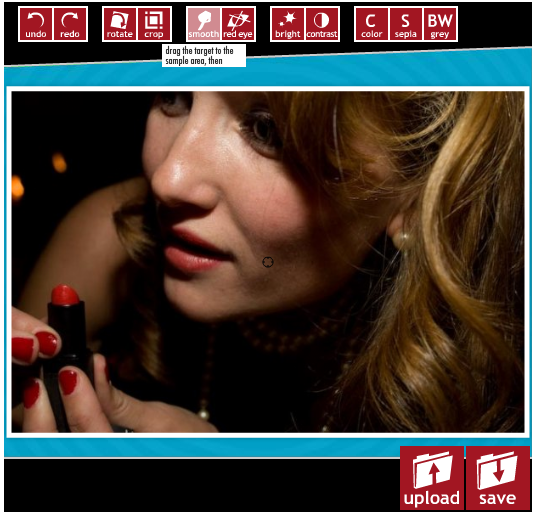 undo redo rotate crop smooth red eye bright contrast color sepia grey
C S BW
drag the target to the
sample area, then
upload save